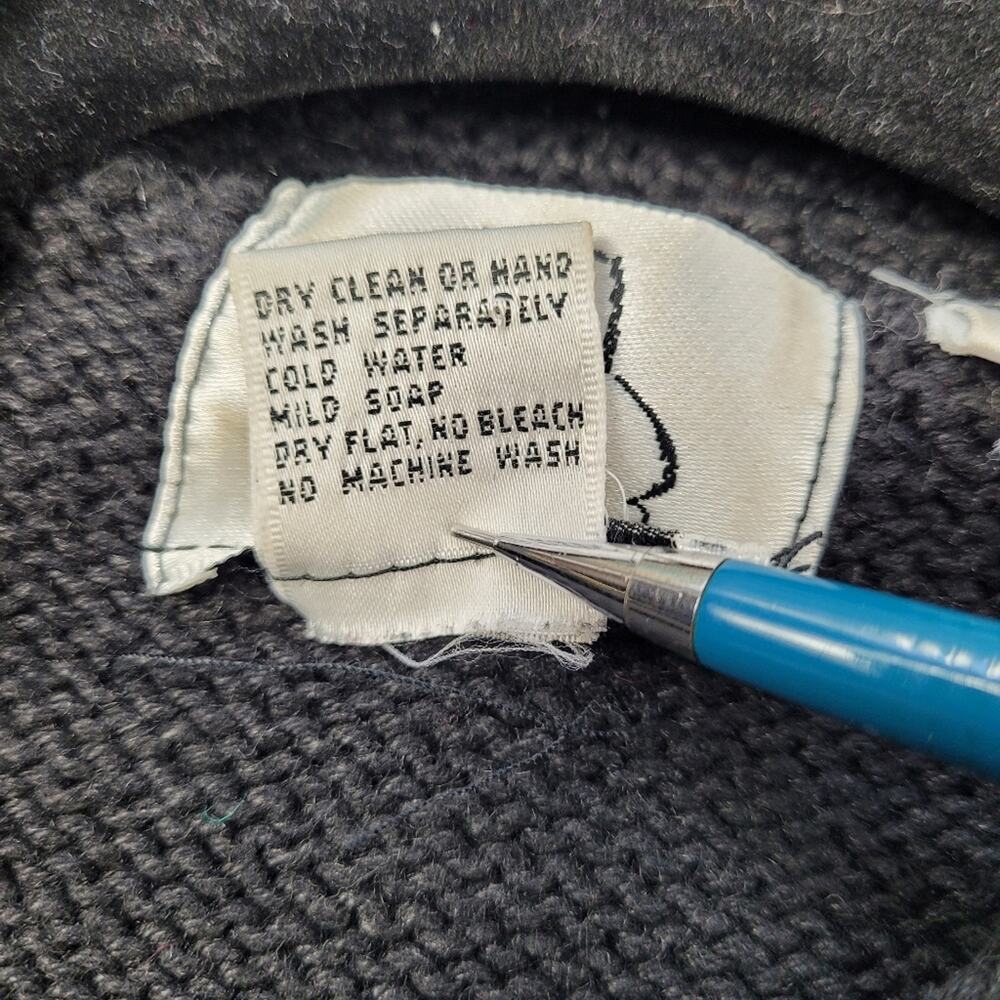 DRY CLEAN OR HAND
WASH SEPARATELY
COLD WATER
MILD SOAP
DRY FLAT, NO BLEACH
NO MACHINE WASH